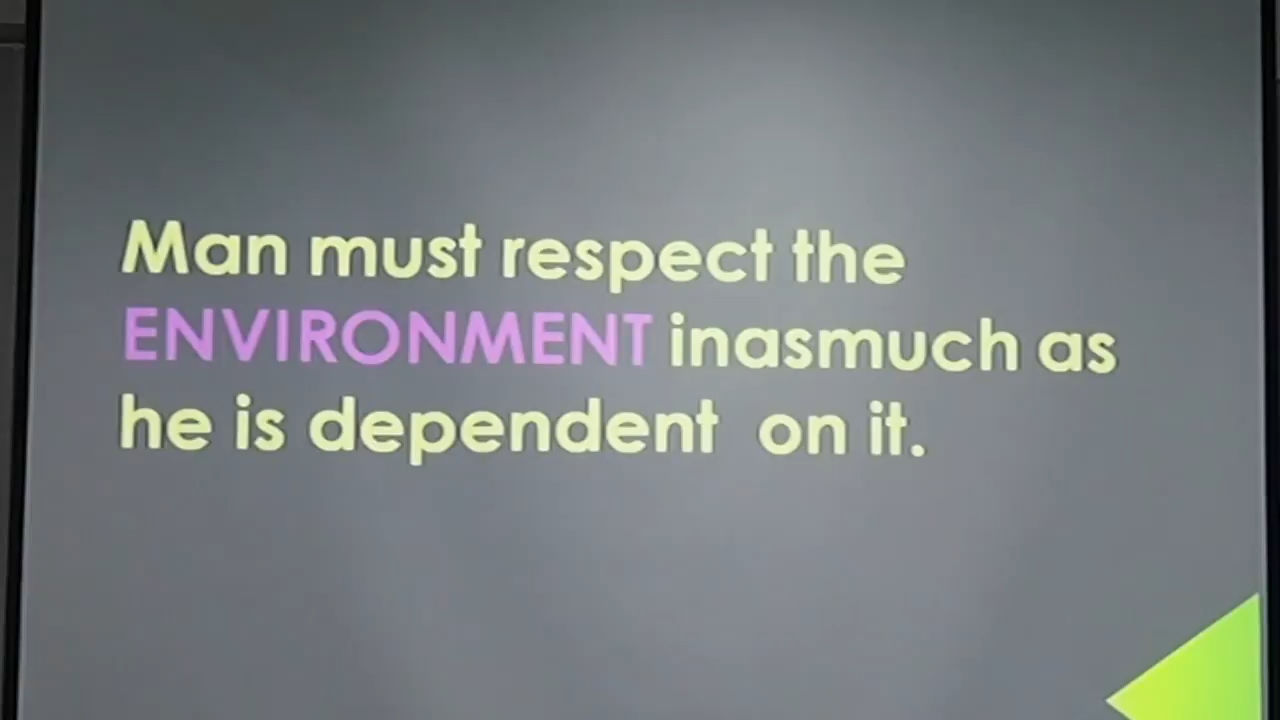 Man must respect the
ENVIRONMENT inasmuch as
he is dependent  on it.